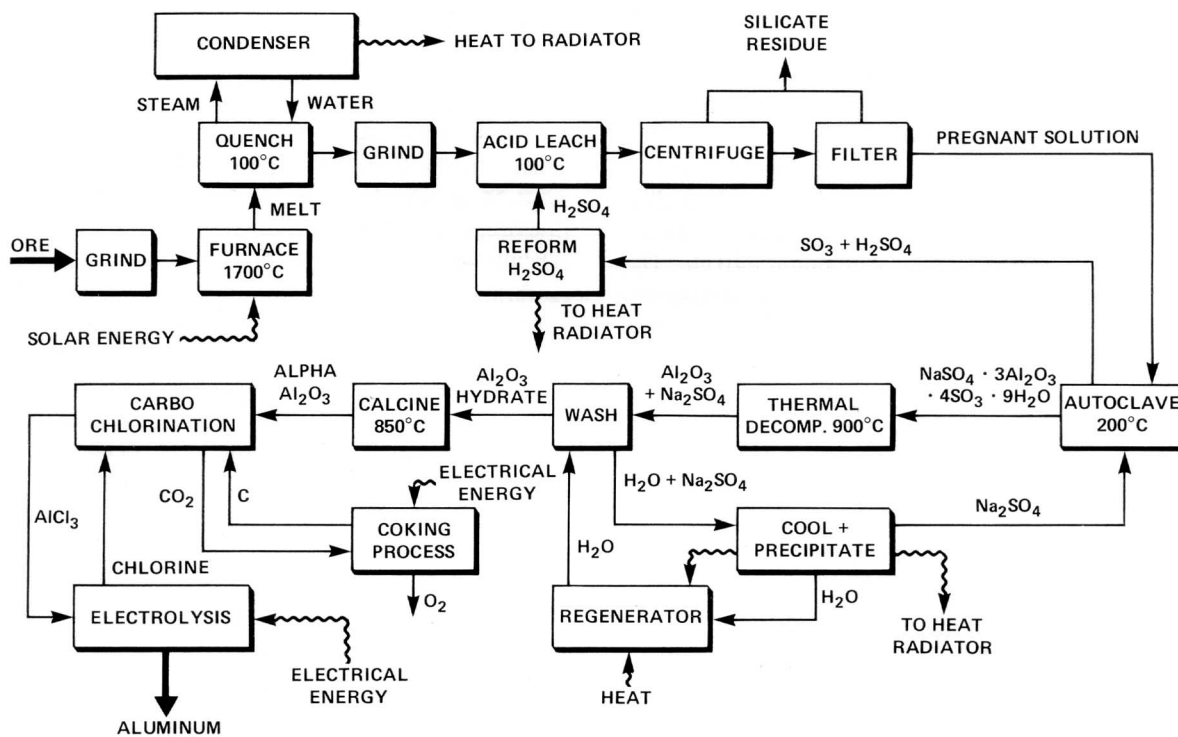 CONDENSER
HEAT TO RADIATOR
SILICATE
RESIDUE
STEAM
WATER
QUENCH
100°C
GRIND
ACID LEACH
100°C
CENTRIFUGE
FILTER
PREGNANT SOLUTION
MELT
H₂SO₄
ORE
GRIND
FURNACE
1700°C
REFORM
H₂SO₄
SO₃ + H₂SO₄
SOLAR ENERGY
TO HEAT
RADIATOR
CARBO
CHLORINATION
ALPHA
Al₂O₃
CALCINE
850°C
Al₂O₃
HYDRATE
WASH
Al₂O₃
+ Na₂SO₄
THERMAL
DECOMP. 900°C
NaSO₄ · 3Al₂O₃
· 4SO₃ · 9H₂O
AUTOCLAVE
200°C
AlCl₃
CO₂
C
ELECTRICAL
ENERGY
COKING
PROCESS
O₂
H₂O + Na₂SO₄
H₂O
COOL +
PRECIPITATE
Na₂SO₄
CHLORINE
ELECTROLYSIS
REGENERATOR
H₂O
TO HEAT
RADIATOR
ELECTRICAL
ENERGY
HEAT
ALUMINUM